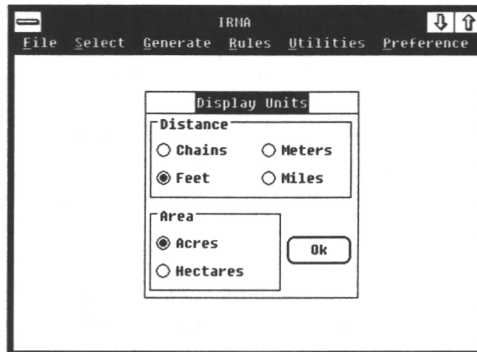 IRMA
File Select Generate Rules Utilities Preference
Display Units
Distance
Chains Meters
Feet Miles
Area
Acres
Hectares
Ok